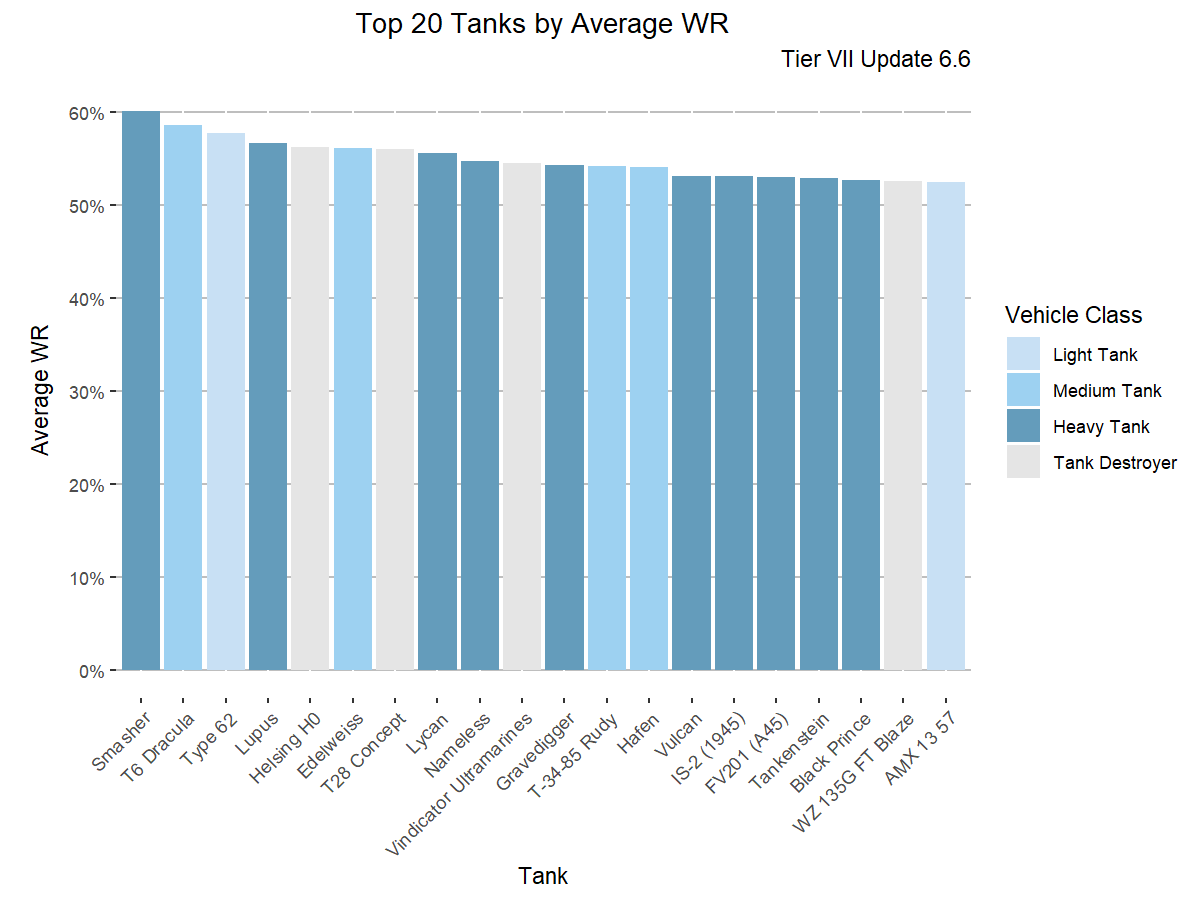 Top 20 Tanks by Average WR
Tier VII Update 6.6
60%
50%
40%
30%
20%
10%
0%
Average WR
Smasher
T6 Dracula
Type 62
Lupus
Helsing H0
Edelweiss
T28 Concept
Lycan
Nameless
Vindicator Ultramarines
Gravedigger
T-34-85 Rudy
Hafen
Vulcan
IS-2 (1945)
FV201 (A45)
Tankenstein
Black Prince
WZ 135G FT Blaze
AMX 13 57
Tank
Vehicle Class
Light Tank
Medium Tank
Heavy Tank
Tank Destroyer